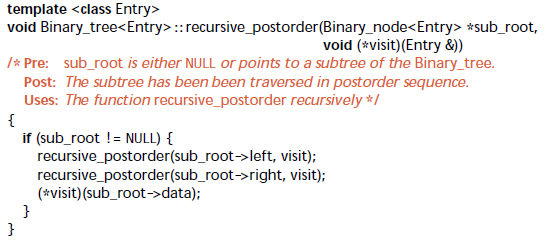 template <class Entry>
void Binary_tree<Entry>::recursive_postorder(Binary_node<Entry> *sub_root,
void (*visit)(Entry &))
/* Pre: sub_root is either NULL or points to a subtree of the Binary_tree.
Post: The subtree has been been traversed in postorder sequence.
Uses: The function recursive_postorder recursively */
{
if (sub_root != NULL) {
recursive_postorder(sub_root->left, visit);
recursive_postorder(sub_root->right, visit);
(*visit)(sub_root->data);
}
}